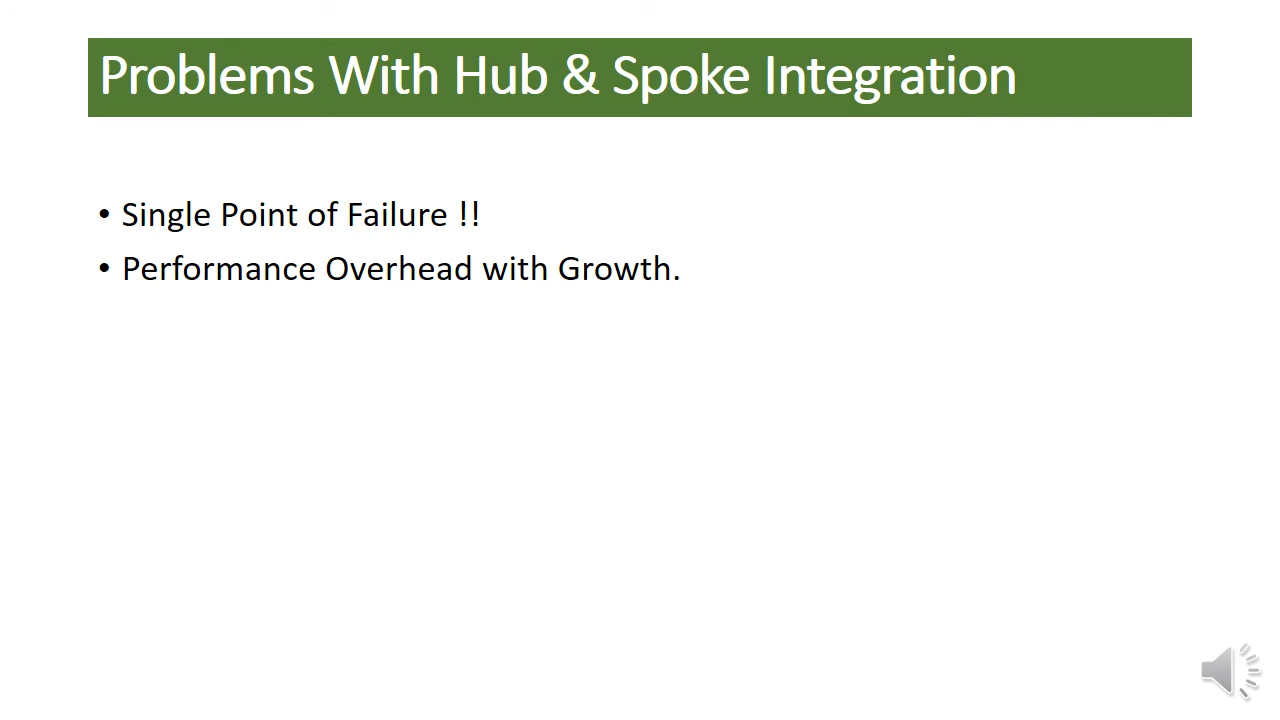 Problems With Hub & Spoke Integration
• Single Point of Failure !!
• Performance Overhead with Growth.